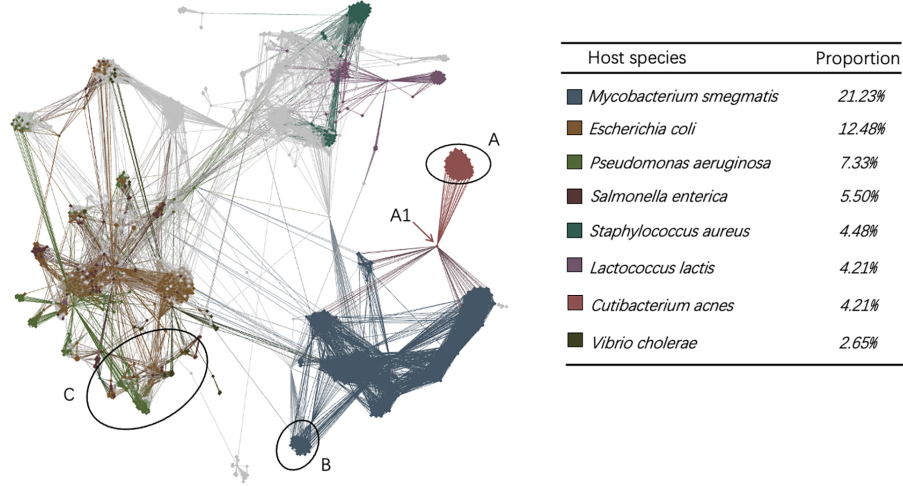 A
A1
B
C
Host species Proportion
Mycobacterium smegmatis 21.23%
Escherichia coli 12.48%
Pseudomonas aeruginosa 7.33%
Salmonella enterica 5.50%
Staphylococcus aureus 4.48%
Lactococcus lactis 4.21%
Cutibacterium acnes 4.21%
Vibrio cholerae 2.65%